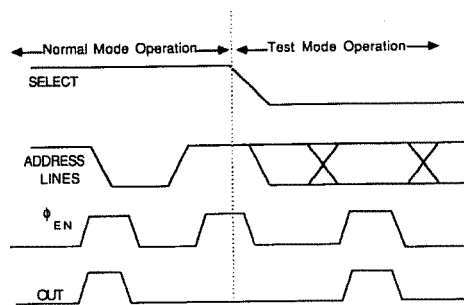 Normal Mode Operation
Test Mode Operation
SELECT
ADDRESS
LINES
ϕ EN
OUT